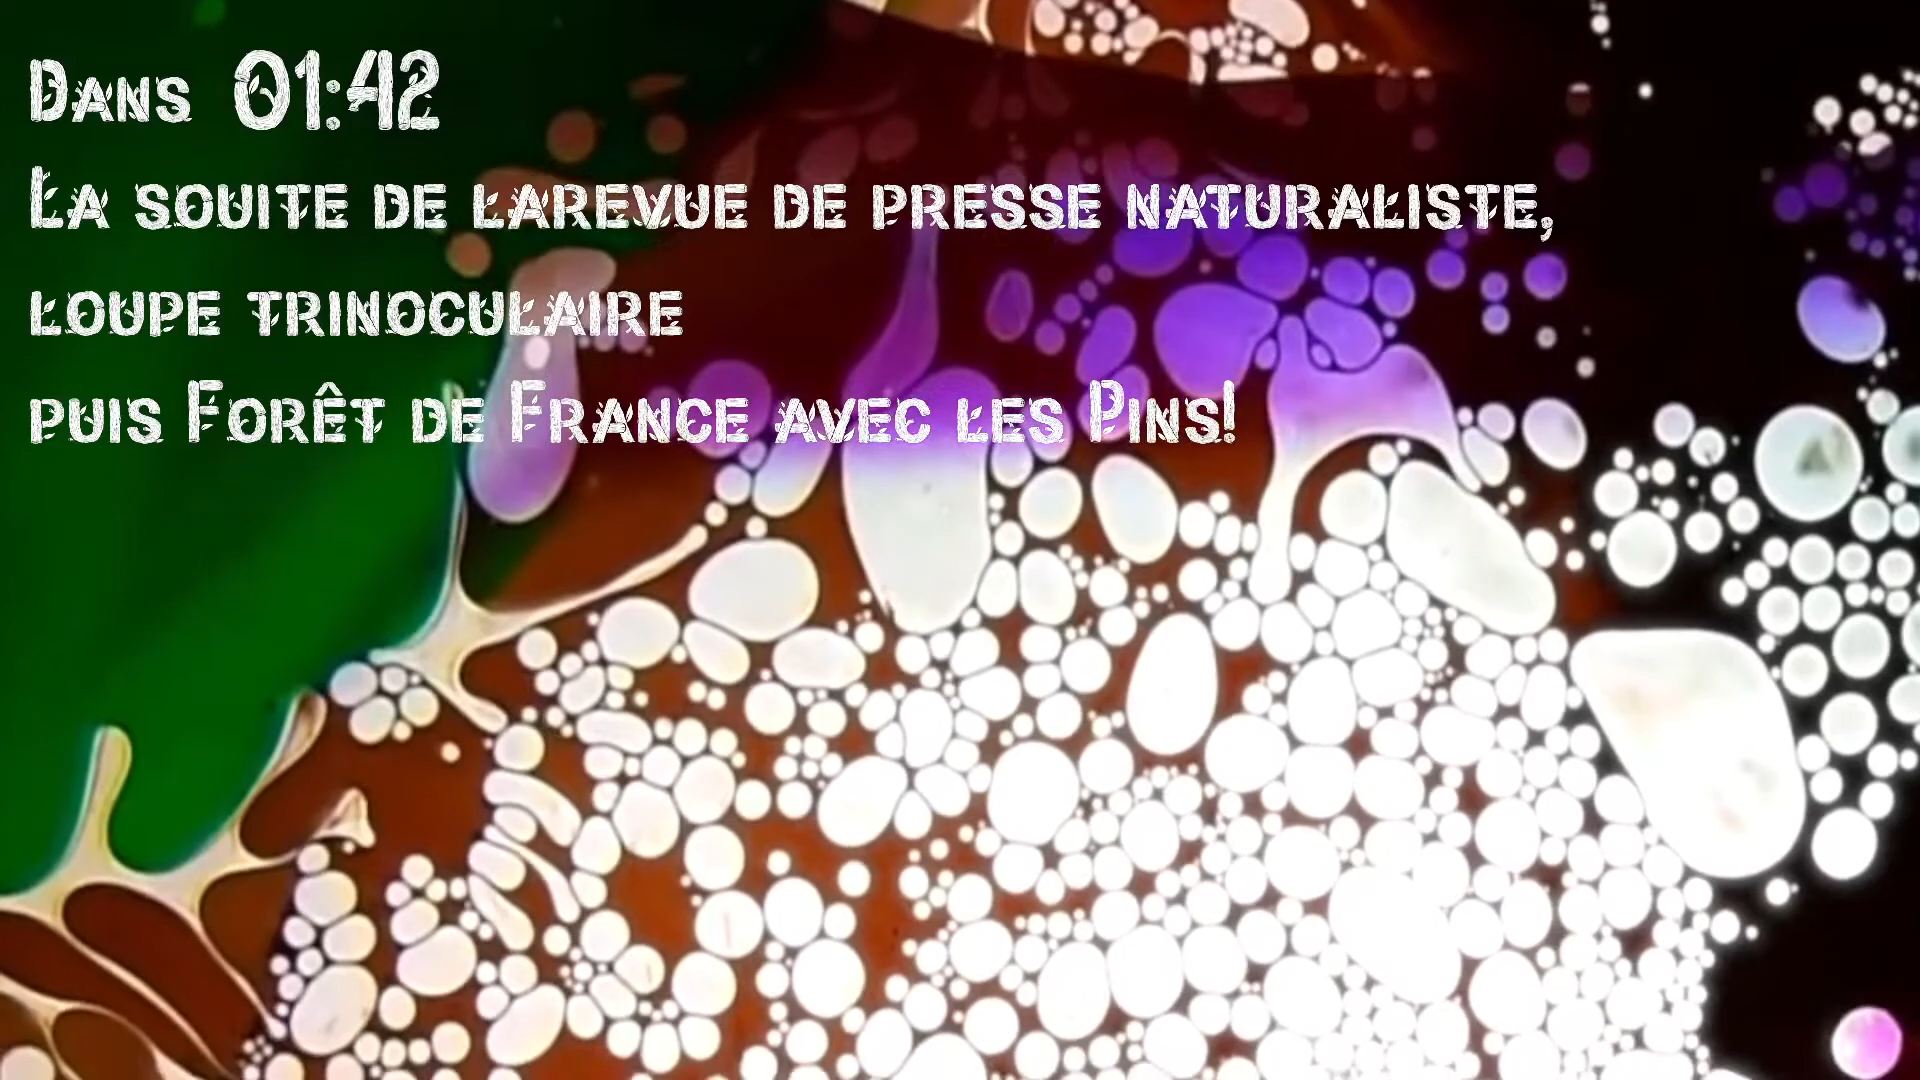 Dans 01:42
La souite de larevue de presse naturaliste,
loupe trinoculaire
puis Forêt de France avec les Pins!